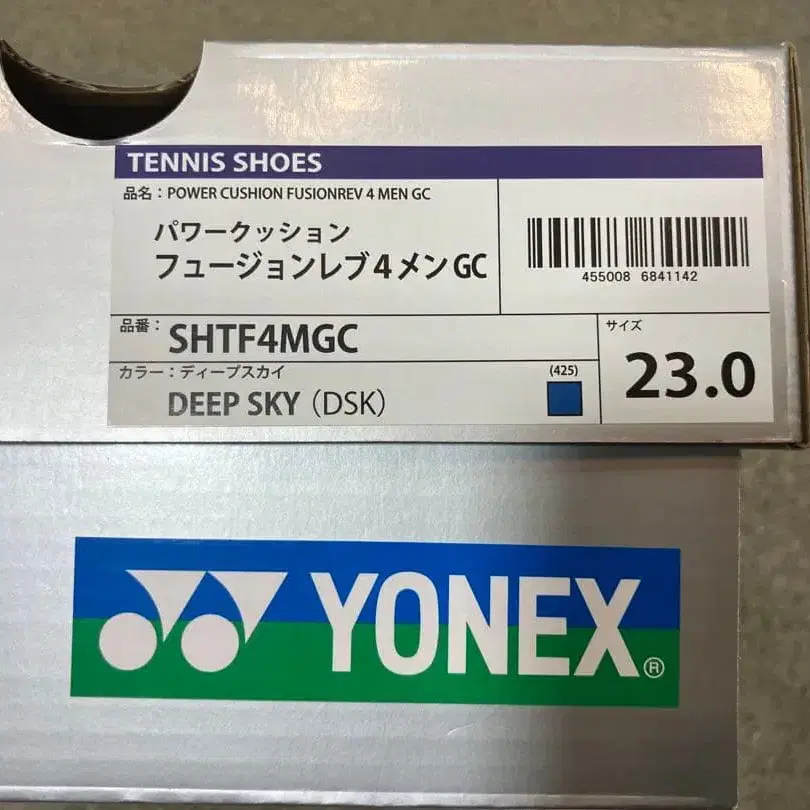 TENNIS SHOES
品名：POWER CUSHION FUSIONREV 4 MEN GC
パワークッション
フュージョンレブ4メンGC
455008 6841142
品番：SHTF4MGC
サイズ
23.0
カラー：ディープスカイ
(425)
DEEP SKY（DSK）
YONEX®